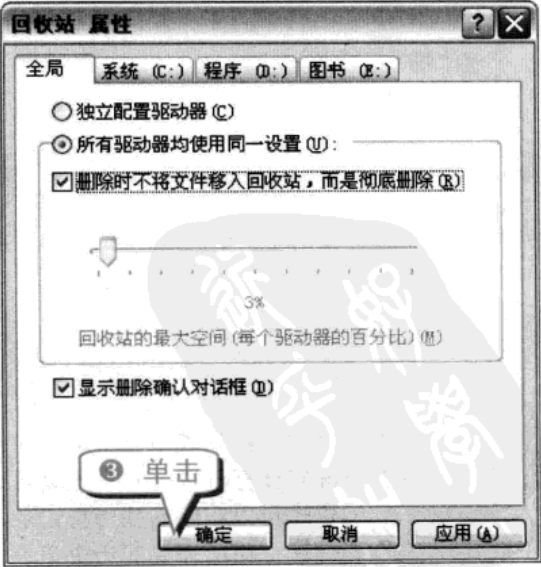 回收站 属性
全局 系统 (C:) 程序 (D:) 图书 (E:)
独立配置驱动器(C)
所有驱动器均使用同一设置(U):
删除时不将文件移入回收站，而是彻底删除(R)
3%
回收站的最大空间(每个驱动器的百分比)(M)
显示删除确认对话框(D)
❸ 单击
确定 取消 应用(A)